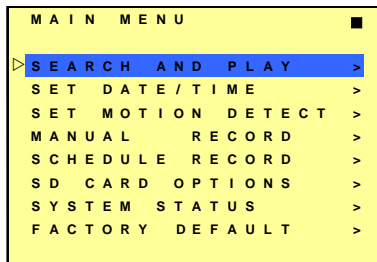 MAIN MENU
SEARCH AND PLAY >
SET DATE/TIME >
SET MOTION DETECT >
MANUAL RECORD >
SCHEDULE RECORD >
SD CARD OPTIONS >
SYSTEM STATUS >
FACTORY DEFAULT >